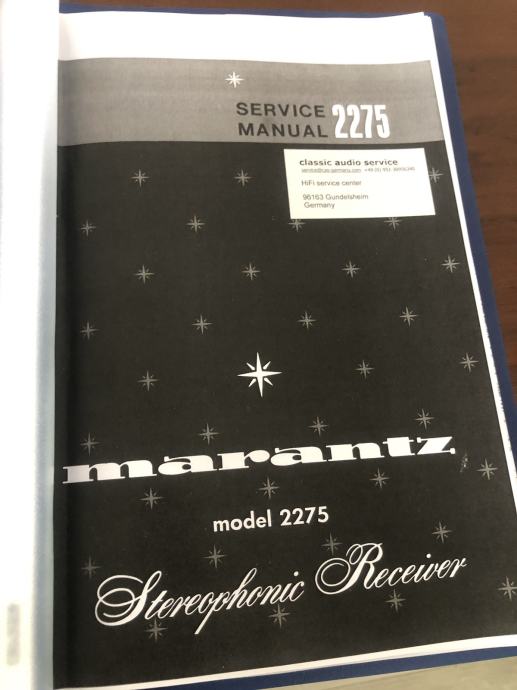 SERVICE
MANUAL 2275
classic audio service
HiFi service center
96163 Gundelsheim
Germany
marantz
model 2275
Stereophonic Receiver